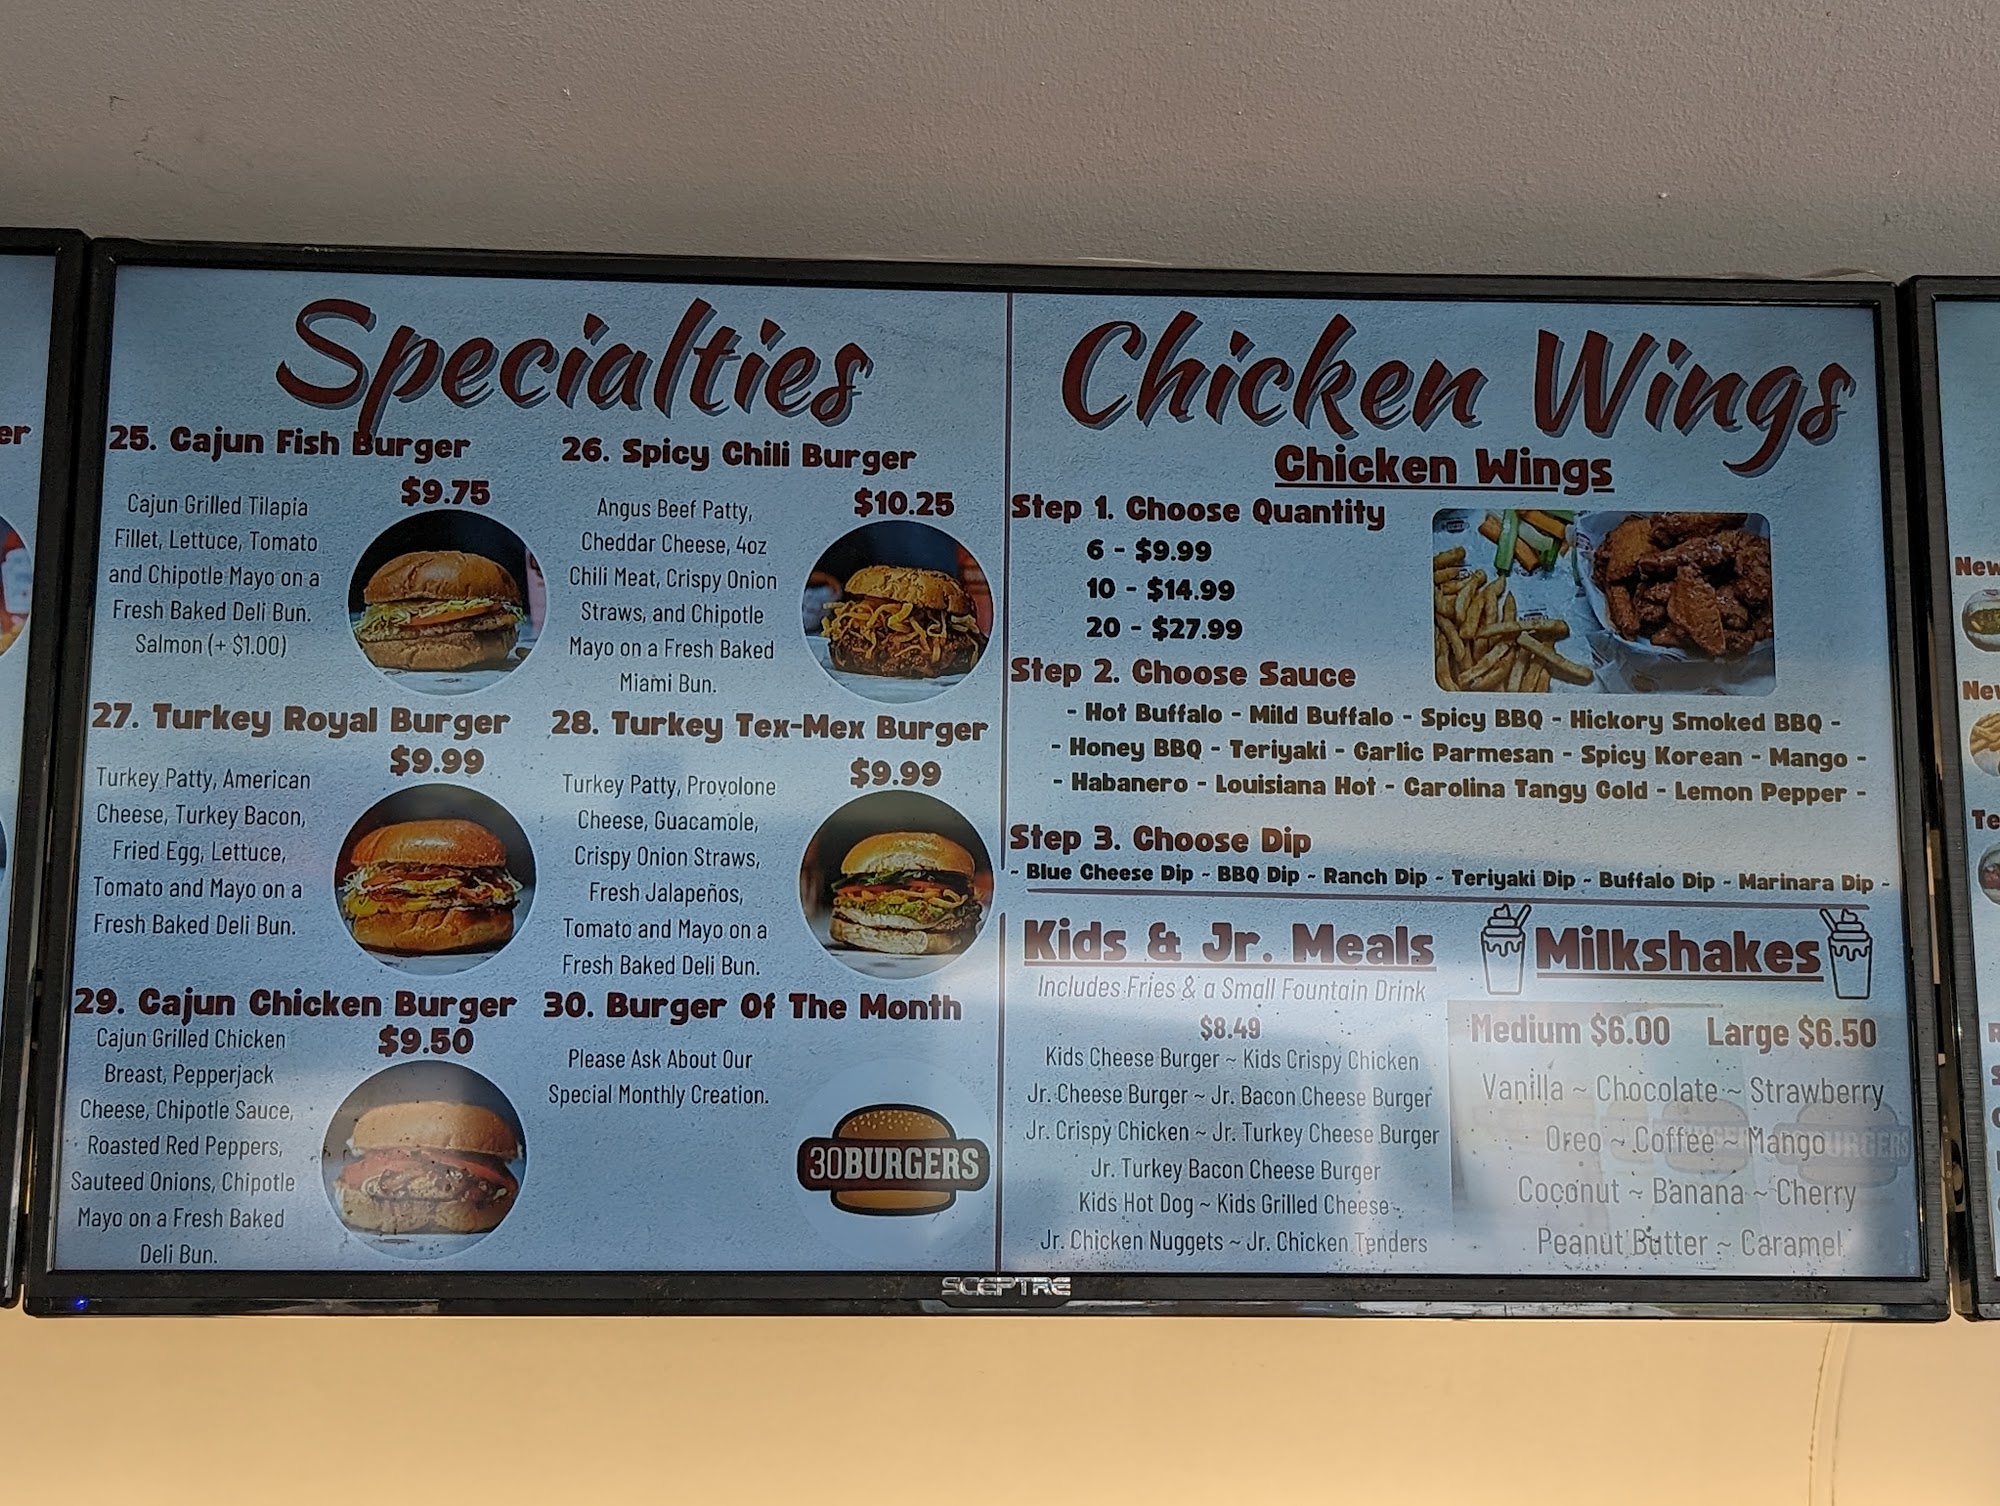 Specialties
25. Cajun Fish Burger
$9.75
Cajun Grilled Tilapia
Fillet, Lettuce, Tomato
and Chipotle Mayo on a
Fresh Baked Deli Bun.
Salmon (+ $1.00)
26. Spicy Chili Burger
$10.25
Angus Beef Patty,
Cheddar Cheese, 4oz
Chili Meat, Crispy Onion
Straws, and Chipotle
Mayo on a Fresh Baked
Miami Bun.
27. Turkey Royal Burger
$9.99
Turkey Patty, American
Cheese, Turkey Bacon,
Fried Egg, Lettuce,
Tomato and Mayo on a
Fresh Baked Deli Bun.
28. Turkey Tex-Mex Burger
$9.99
Turkey Patty, Provolone
Cheese, Guacamole,
Crispy Onion Straws,
Fresh Jalapeños,
Tomato and Mayo on a
Fresh Baked Deli Bun.
29. Cajun Chicken Burger
$9.50
Cajun Grilled Chicken
Breast, Pepperjack
Cheese, Chipotle Sauce,
Roasted Red Peppers,
Sauteed Onions, Chipotle
Mayo on a Fresh Baked
Deli Bun.
30. Burger Of The Month
Please Ask About Our
Special Monthly Creation.
30BURGERS
Chicken Wings
Chicken Wings
Step 1. Choose Quantity
6 - $9.99
10 - $14.99
20 - $27.99
Step 2. Choose Sauce
- Hot Buffalo - Mild Buffalo - Spicy BBQ - Hickory Smoked BBQ -
- Honey BBQ - Teriyaki - Garlic Parmesan - Spicy Korean - Mango -
- Habanero - Louisiana Hot - Carolina Tangy Gold - Lemon Pepper -
Step 3. Choose Dip
- Blue Cheese Dip - BBQ Dip - Ranch Dip - Teriyaki Dip - Buffalo Dip - Marinara Dip -
Kids & Jr. Meals
Includes Fries & a Small Fountain Drink
$8.49
Kids Cheese Burger ~ Kids Crispy Chicken
Jr. Cheese Burger ~ Jr. Bacon Cheese Burger
Jr. Crispy Chicken ~ Jr. Turkey Cheese Burger
Jr. Turkey Bacon Cheese Burger
Kids Hot Dog ~ Kids Grilled Cheese
Jr. Chicken Nuggets ~ Jr. Chicken Tenders
Milkshakes
Medium $6.00 Large $6.50
Vanilla ~ Chocolate ~ Strawberry
Oreo ~ Coffee ~ Mango
Coconut ~ Banana ~ Cherry
Peanut Butter ~ Caramel
SCEPTRE